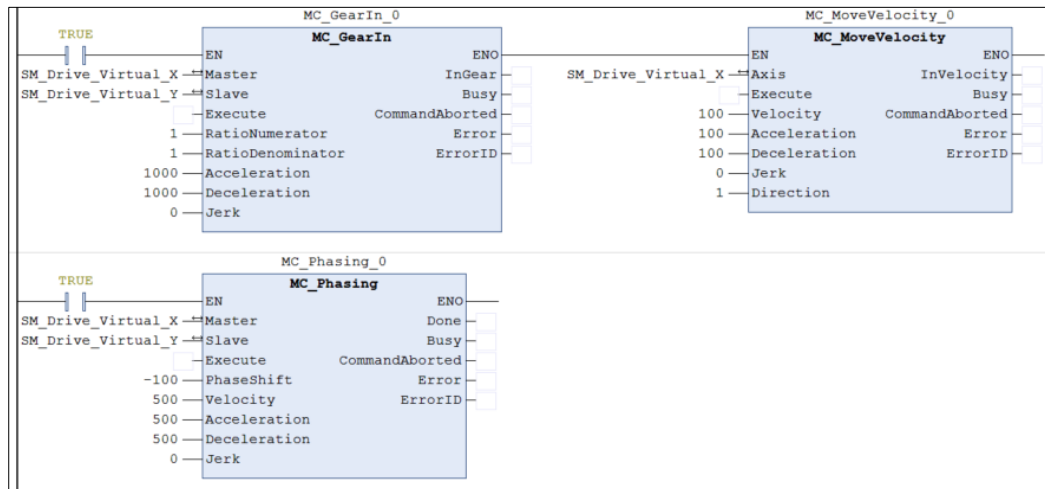 MC_GearIn_0
MC_MoveVelocity_0
TRUE
MC_GearIn
MC_MoveVelocity
EN ENO
EN ENO
SM_Drive_Virtual_X Master InGear
SM_Drive_Virtual_X Axis InVelocity
SM_Drive_Virtual_Y Slave Busy
Execute Busy
Execute CommandAborted
100 Velocity CommandAborted
1 RatioNumerator Error
100 Acceleration Error
1 RatioDenominator ErrorID
100 Deceleration ErrorID
1000 Acceleration
0 Jerk
1000 Deceleration
1 Direction
0 Jerk
MC_Phasing_0
TRUE
MC_Phasing
EN ENO
SM_Drive_Virtual_X Master Done
SM_Drive_Virtual_Y Slave Busy
Execute CommandAborted
-100 PhaseShift Error
500 Velocity ErrorID
500 Acceleration
500 Deceleration
0 Jerk